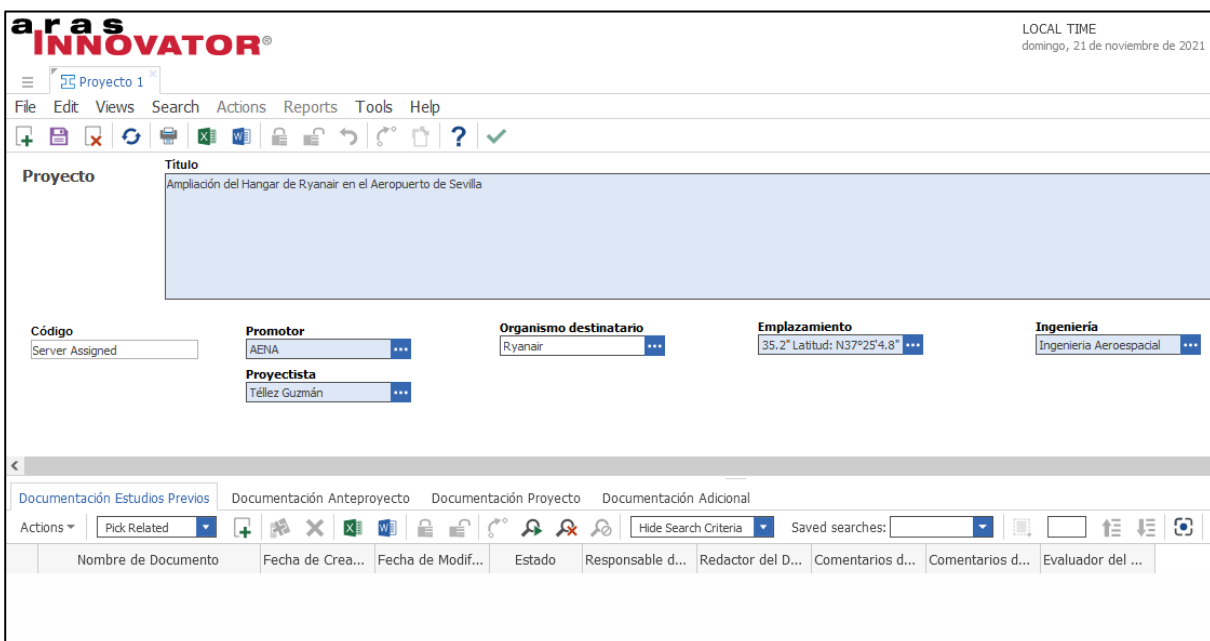 aras
INNOVATOR®
LOCAL TIME
domingo, 21 de noviembre de 2021
Proyecto 1
File Edit Views Search Actions Reports Tools Help
Proyecto
Título
Ampliación del Hangar de Ryanair en el Aeropuerto de Sevilla
Código Promotor Organismo destinatario Emplazamiento Ingeniería
Server Assigned AENA Ryanair 35.2" Latitud: N37°25'4.8" Ingenieria Aeroespacial
Proyectista
Téllez Guzmán
Documentación Estudios Previos Documentación Anteproyecto Documentación Proyecto Documentación Adicional
Actions Pick Related Hide Search Criteria Saved searches:
Nombre de Documento Fecha de Crea... Fecha de Modif... Estado Responsable d... Redactor del D... Comentarios d... Comentarios d... Evaluador del ...